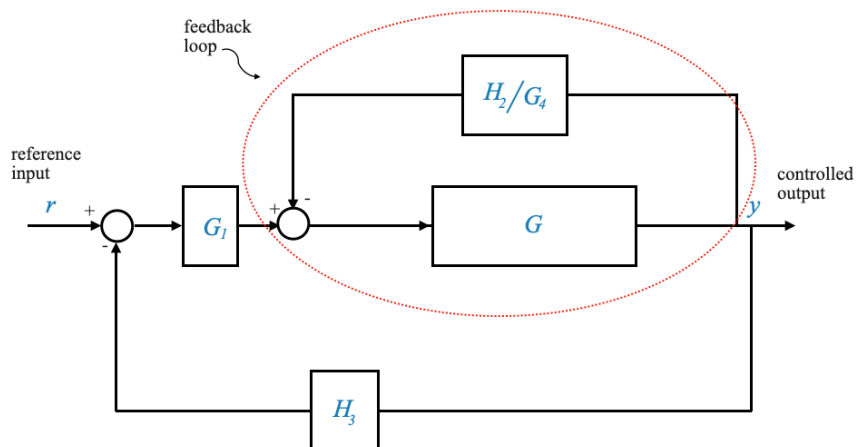 feedback
loop
H₂/G₄
reference
input
controlled
output
r
+
-
G₁
+
-
G
y
H₃